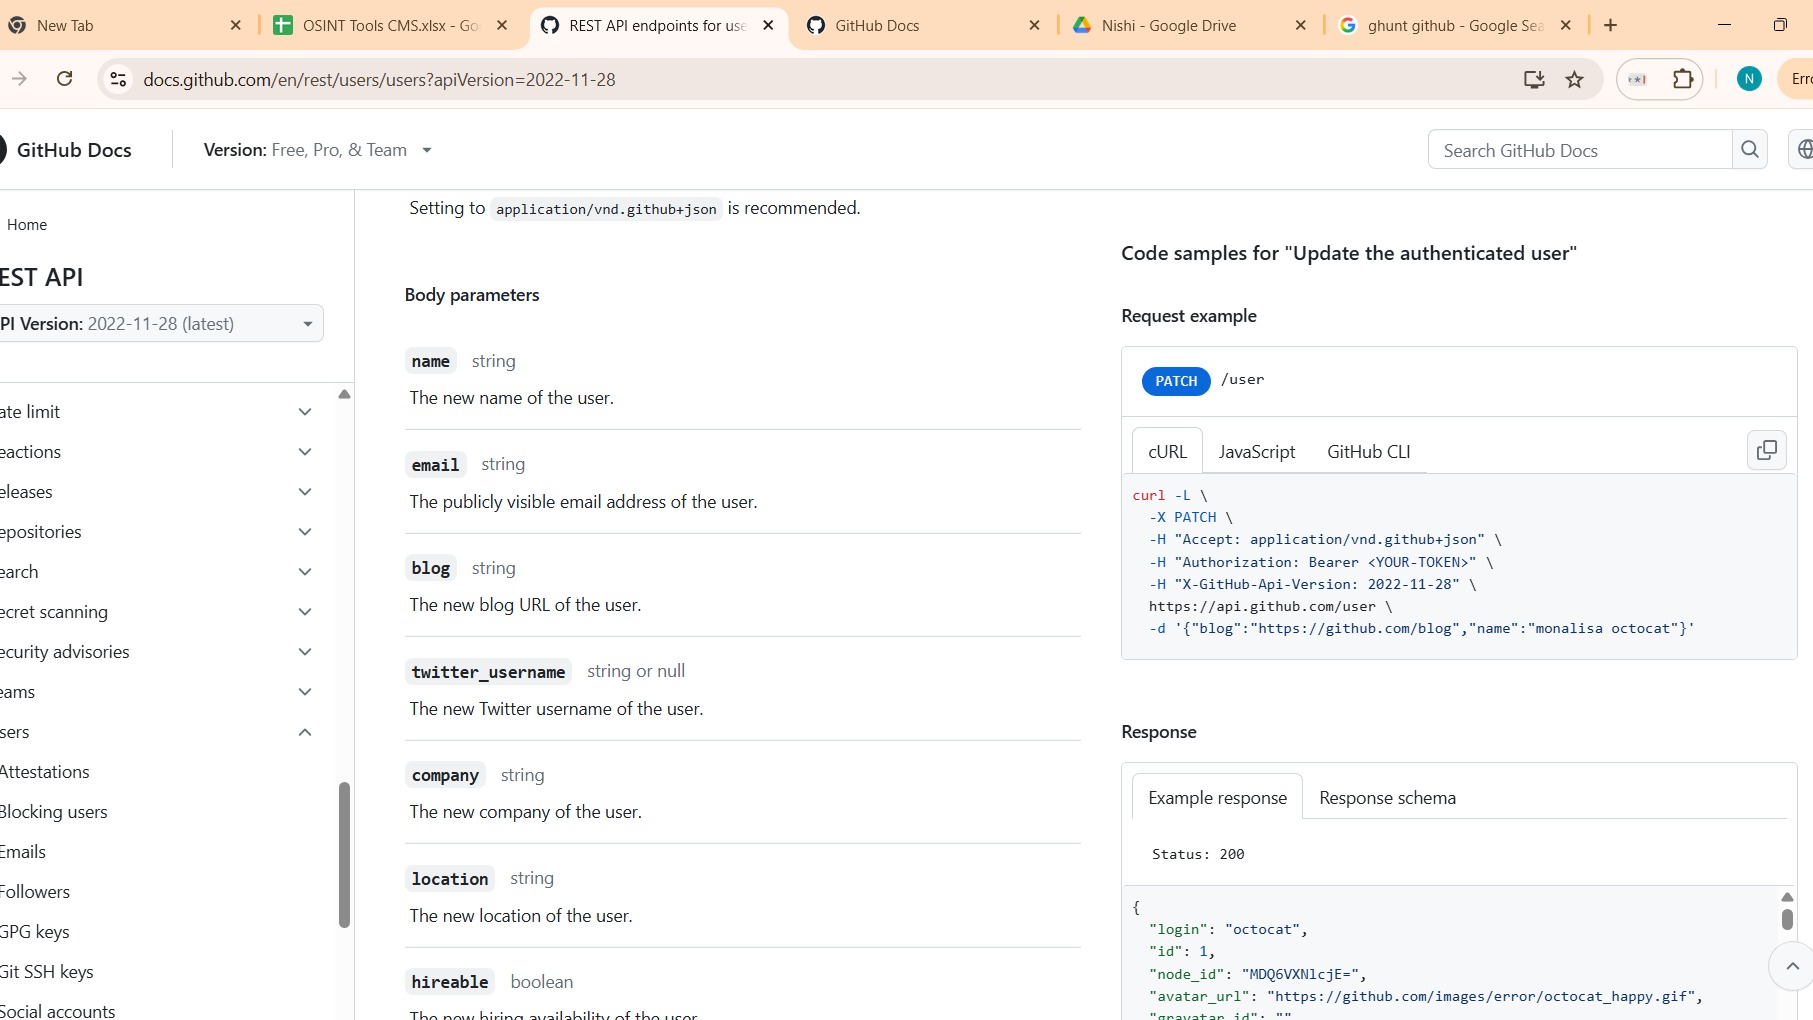 New Tab
OSINT Tools CMS.xlsx - Go
REST API endpoints for use
GitHub Docs
Nishi - Google Drive
ghunt github - Google Sea
docs.github.com/en/rest/users/users?apiVersion=2022-11-28
N
Erro
GitHub Docs
Version: Free, Pro, & Team
Search GitHub Docs
Home
EST API
PI Version: 2022-11-28 (latest)
ate limit
eactions
eleases
epositories
earch
ecret scanning
ecurity advisories
eams
sers
Attestations
Blocking users
Emails
Followers
GPG keys
Git SSH keys
Social accounts
Setting to application/vnd.github+json is recommended.
Body parameters
name string
The new name of the user.
email string
The publicly visible email address of the user.
blog string
The new blog URL of the user.
twitter_username string or null
The new Twitter username of the user.
company string
The new company of the user.
location string
The new location of the user.
hireable boolean
The new hiring availability of the user.
Code samples for "Update the authenticated user"
Request example
PATCH /user
cURL JavaScript GitHub CLI
curl -L \
-X PATCH \
-H "Accept: application/vnd.github+json" \
-H "Authorization: Bearer <YOUR-TOKEN>" \
-H "X-GitHub-Api-Version: 2022-11-28" \
https://api.github.com/user \
-d '{"blog":"https://github.com/blog","name":"monalisa octocat"}'
Response
Example response Response schema
Status: 200
{
"login": "octocat",
"id": 1,
"node_id": "MDQ6VXNlcjE=",
"avatar_url": "https://github.com/images/error/octocat_happy.gif",
"gravatar_id": ""